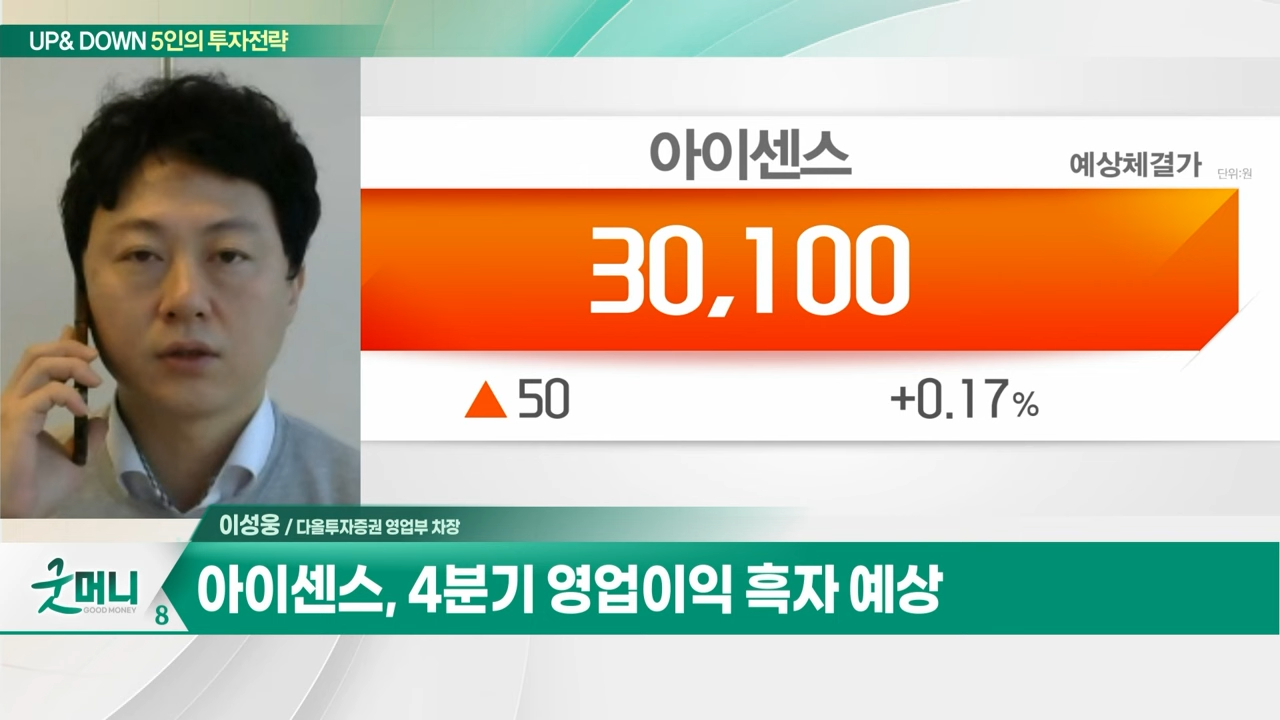 UP& DOWN 5인의 투자전략
아이센스
예상체결가
단위:원
30,100
▲50
+0.17%
이성웅 / 다올투자증권 영업부 차장
굿머니
GOOD MONEY
8
아이센스, 4분기 영업이익 흑자 예상